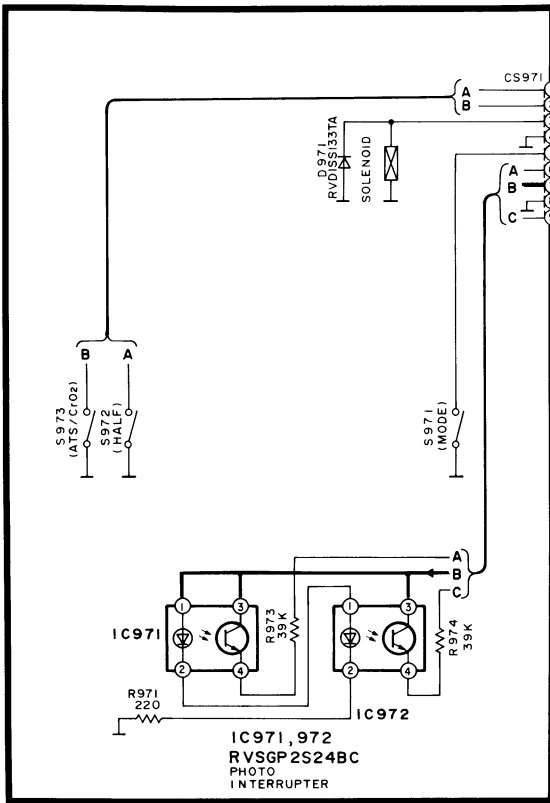 CS971
A
B
D971
RVD1SS133TA
SOLENOID
A
B
C
B
A
S973
(ATS/CrO2)
S972
(HALF)
S971
(MODE)
A
B
C
1
3
1
3
IC971
R973
39K
R974
39K
2
4
2
4
R971
220
IC972
IC971,972
RVSGP2S24BC
PHOTO
INTERRUPTER